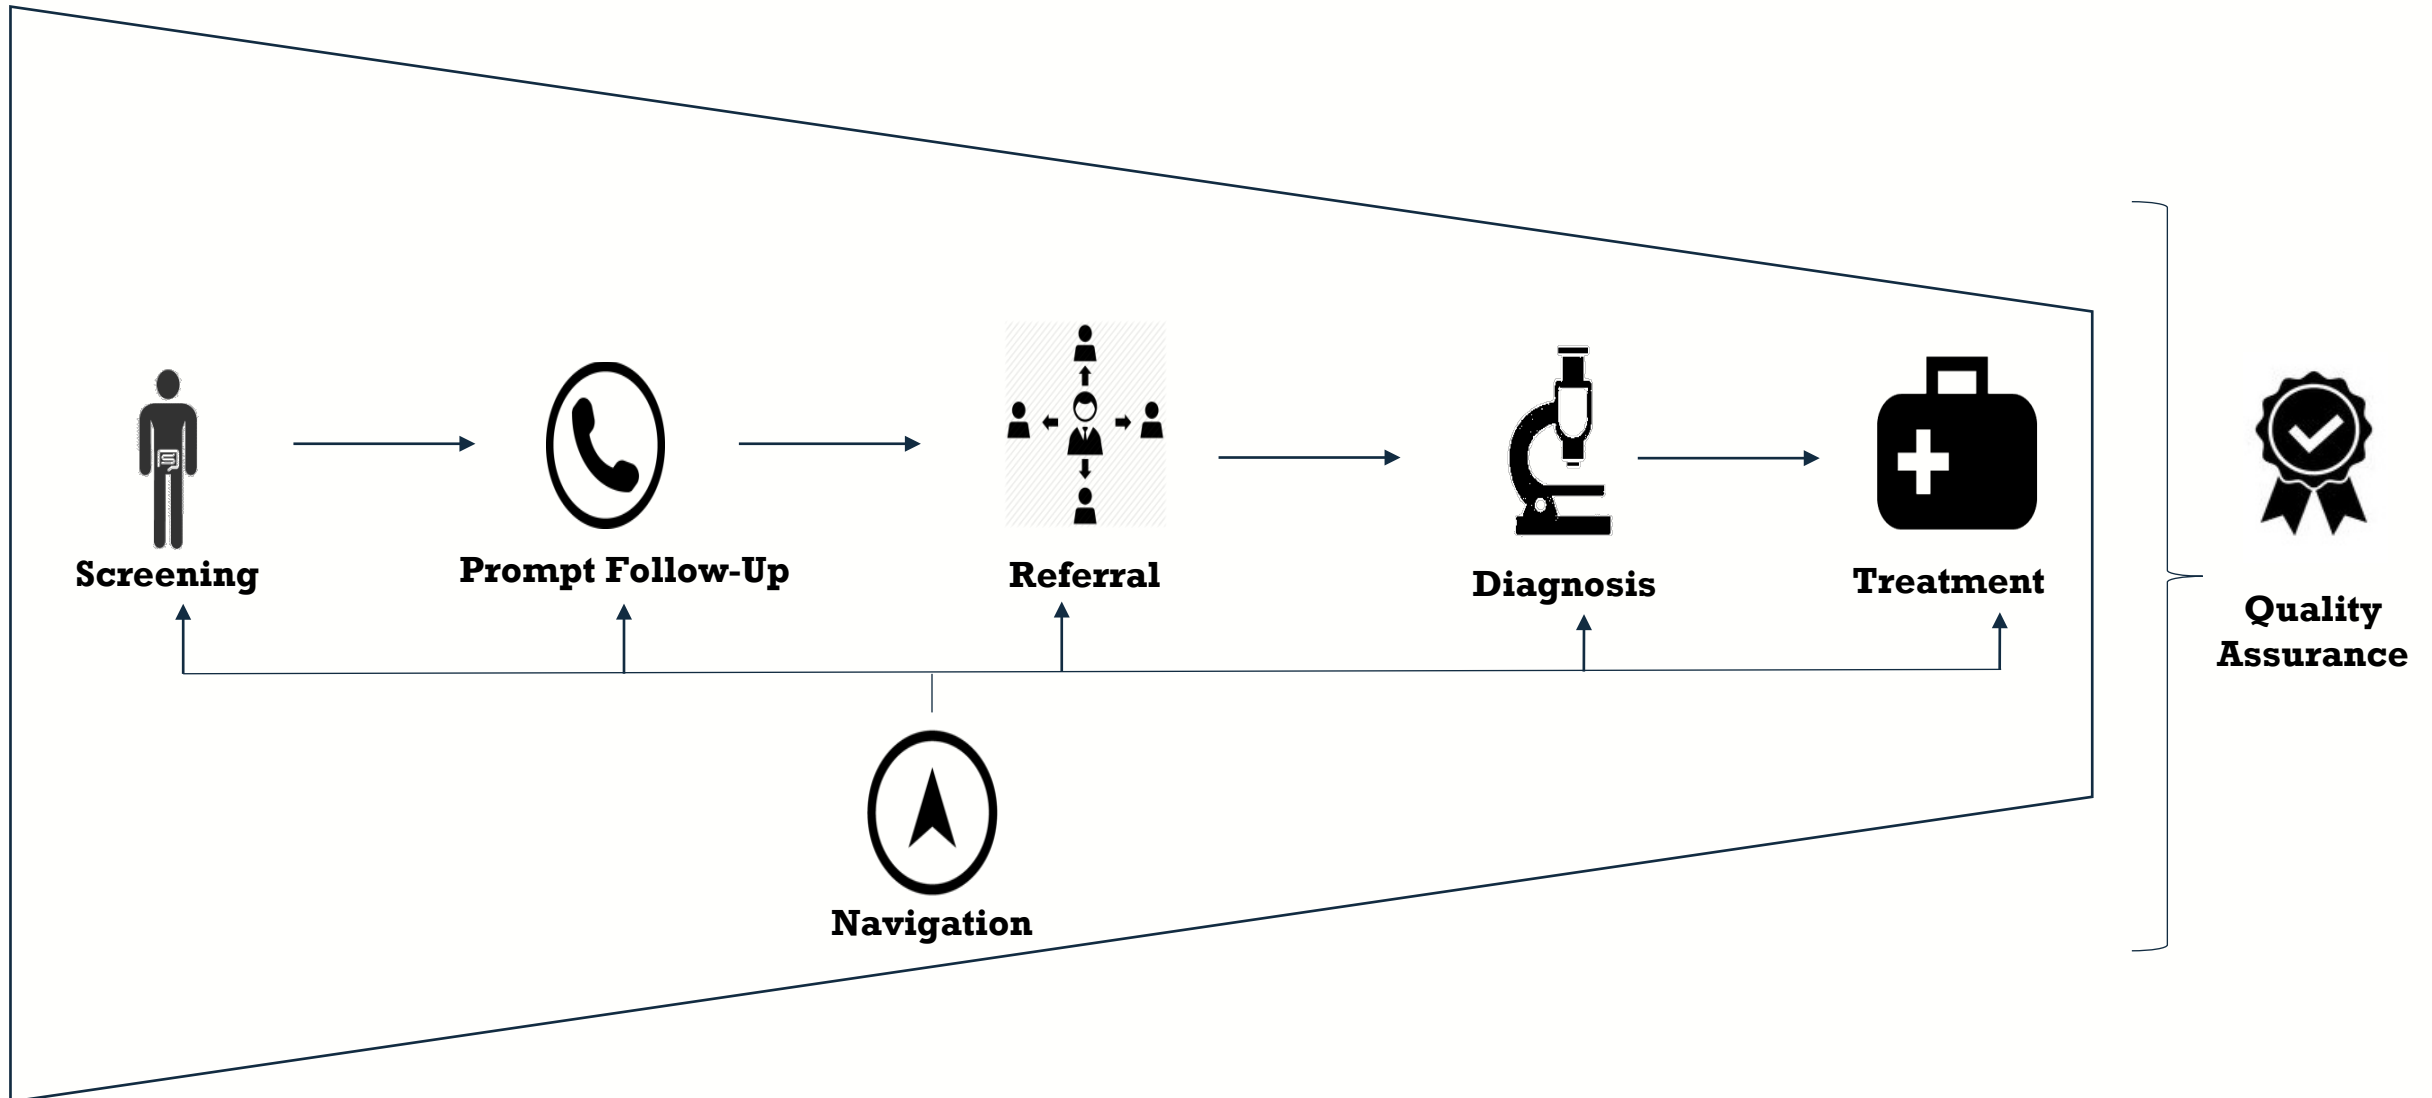 Screening
Prompt Follow-Up
Referral
Diagnosis
Treatment
Quality
Assurance
Navigation